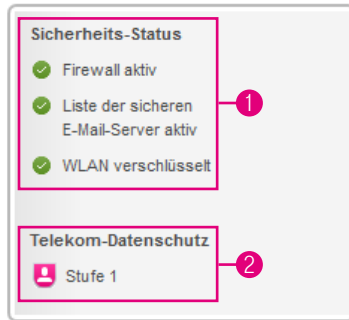 Sicherheits-Status
Firewall aktiv
Liste der sicheren
E-Mail-Server aktiv
1
WLAN verschlüsselt
Telekom-Datenschutz
2
Stufe 1